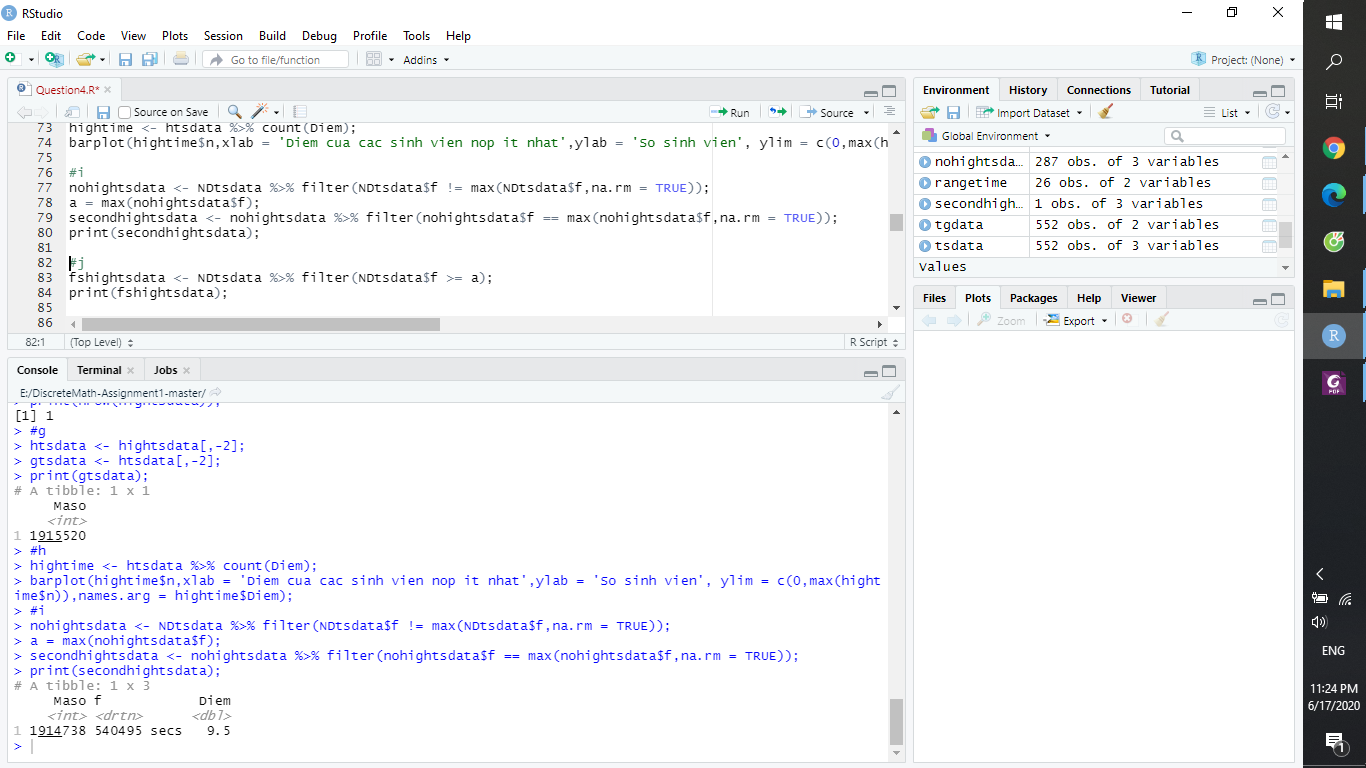 RStudio
File Edit Code View Plots Session Build Debug Profile Tools Help
Go to file/function Addins Project: (None)
Question4.R*
Source on Save Run Source
73 hightime <- htsdata %>% count(Diem);
74 barplot(hightime$n,xlab = 'Diem cua cac sinh vien nop it nhat',ylab = 'So sinh vien', ylim = c(0,max(h
75
76 #i
77 nohightsdata <- NDtsdata %>% filter(NDtsdata$f != max(NDtsdata$f,na.rm = TRUE));
78 a = max(nohightsdata$f);
79 secondhightsdata <- nohightsdata %>% filter(nohightsdata$f == max(nohightsdata$f,na.rm = TRUE));
80 print(secondhightsdata);
81
82 #j
83 fshightsdata <- NDtsdata %>% filter(NDtsdata$f >= a);
84 print(fshightsdata);
85
86
82:1 (Top Level) R Script
Console Terminal Jobs
E:/DiscreteMath-Assignment1-master/
> print(nrow(hightsdata));
[1] 1
> #g
> htsdata <- hightsdata[,-2];
> gtsdata <- htsdata[,-2];
> print(gtsdata);
# A tibble: 1 x 1
Maso
<int>
1 1915520
> #h
> hightime <- htsdata %>% count(Diem);
> barplot(hightime$n,xlab = 'Diem cua cac sinh vien nop it nhat',ylab = 'So sinh vien', ylim = c(0,max(hight
ime$n)),names.arg = hightime$Diem);
> #i
> nohightsdata <- NDtsdata %>% filter(NDtsdata$f != max(NDtsdata$f,na.rm = TRUE));
> a = max(nohightsdata$f);
> secondhightsdata <- nohightsdata %>% filter(nohightsdata$f == max(nohightsdata$f,na.rm = TRUE));
> print(secondhightsdata);
# A tibble: 1 x 3
Maso f Diem
<int> <drtn> <dbl>
1 1914738 540495 secs 9.5
>
Environment History Connections Tutorial
Import Dataset List
Global Environment
nohightsda... 287 obs. of 3 variables
rangetime 26 obs. of 2 variables
secondhigh... 1 obs. of 3 variables
tgdata 552 obs. of 2 variables
tsdata 552 obs. of 3 variables
Values
Files Plots Packages Help Viewer
Zoom Export
R
PDF
ENG
11:24 PM
6/17/2020
1